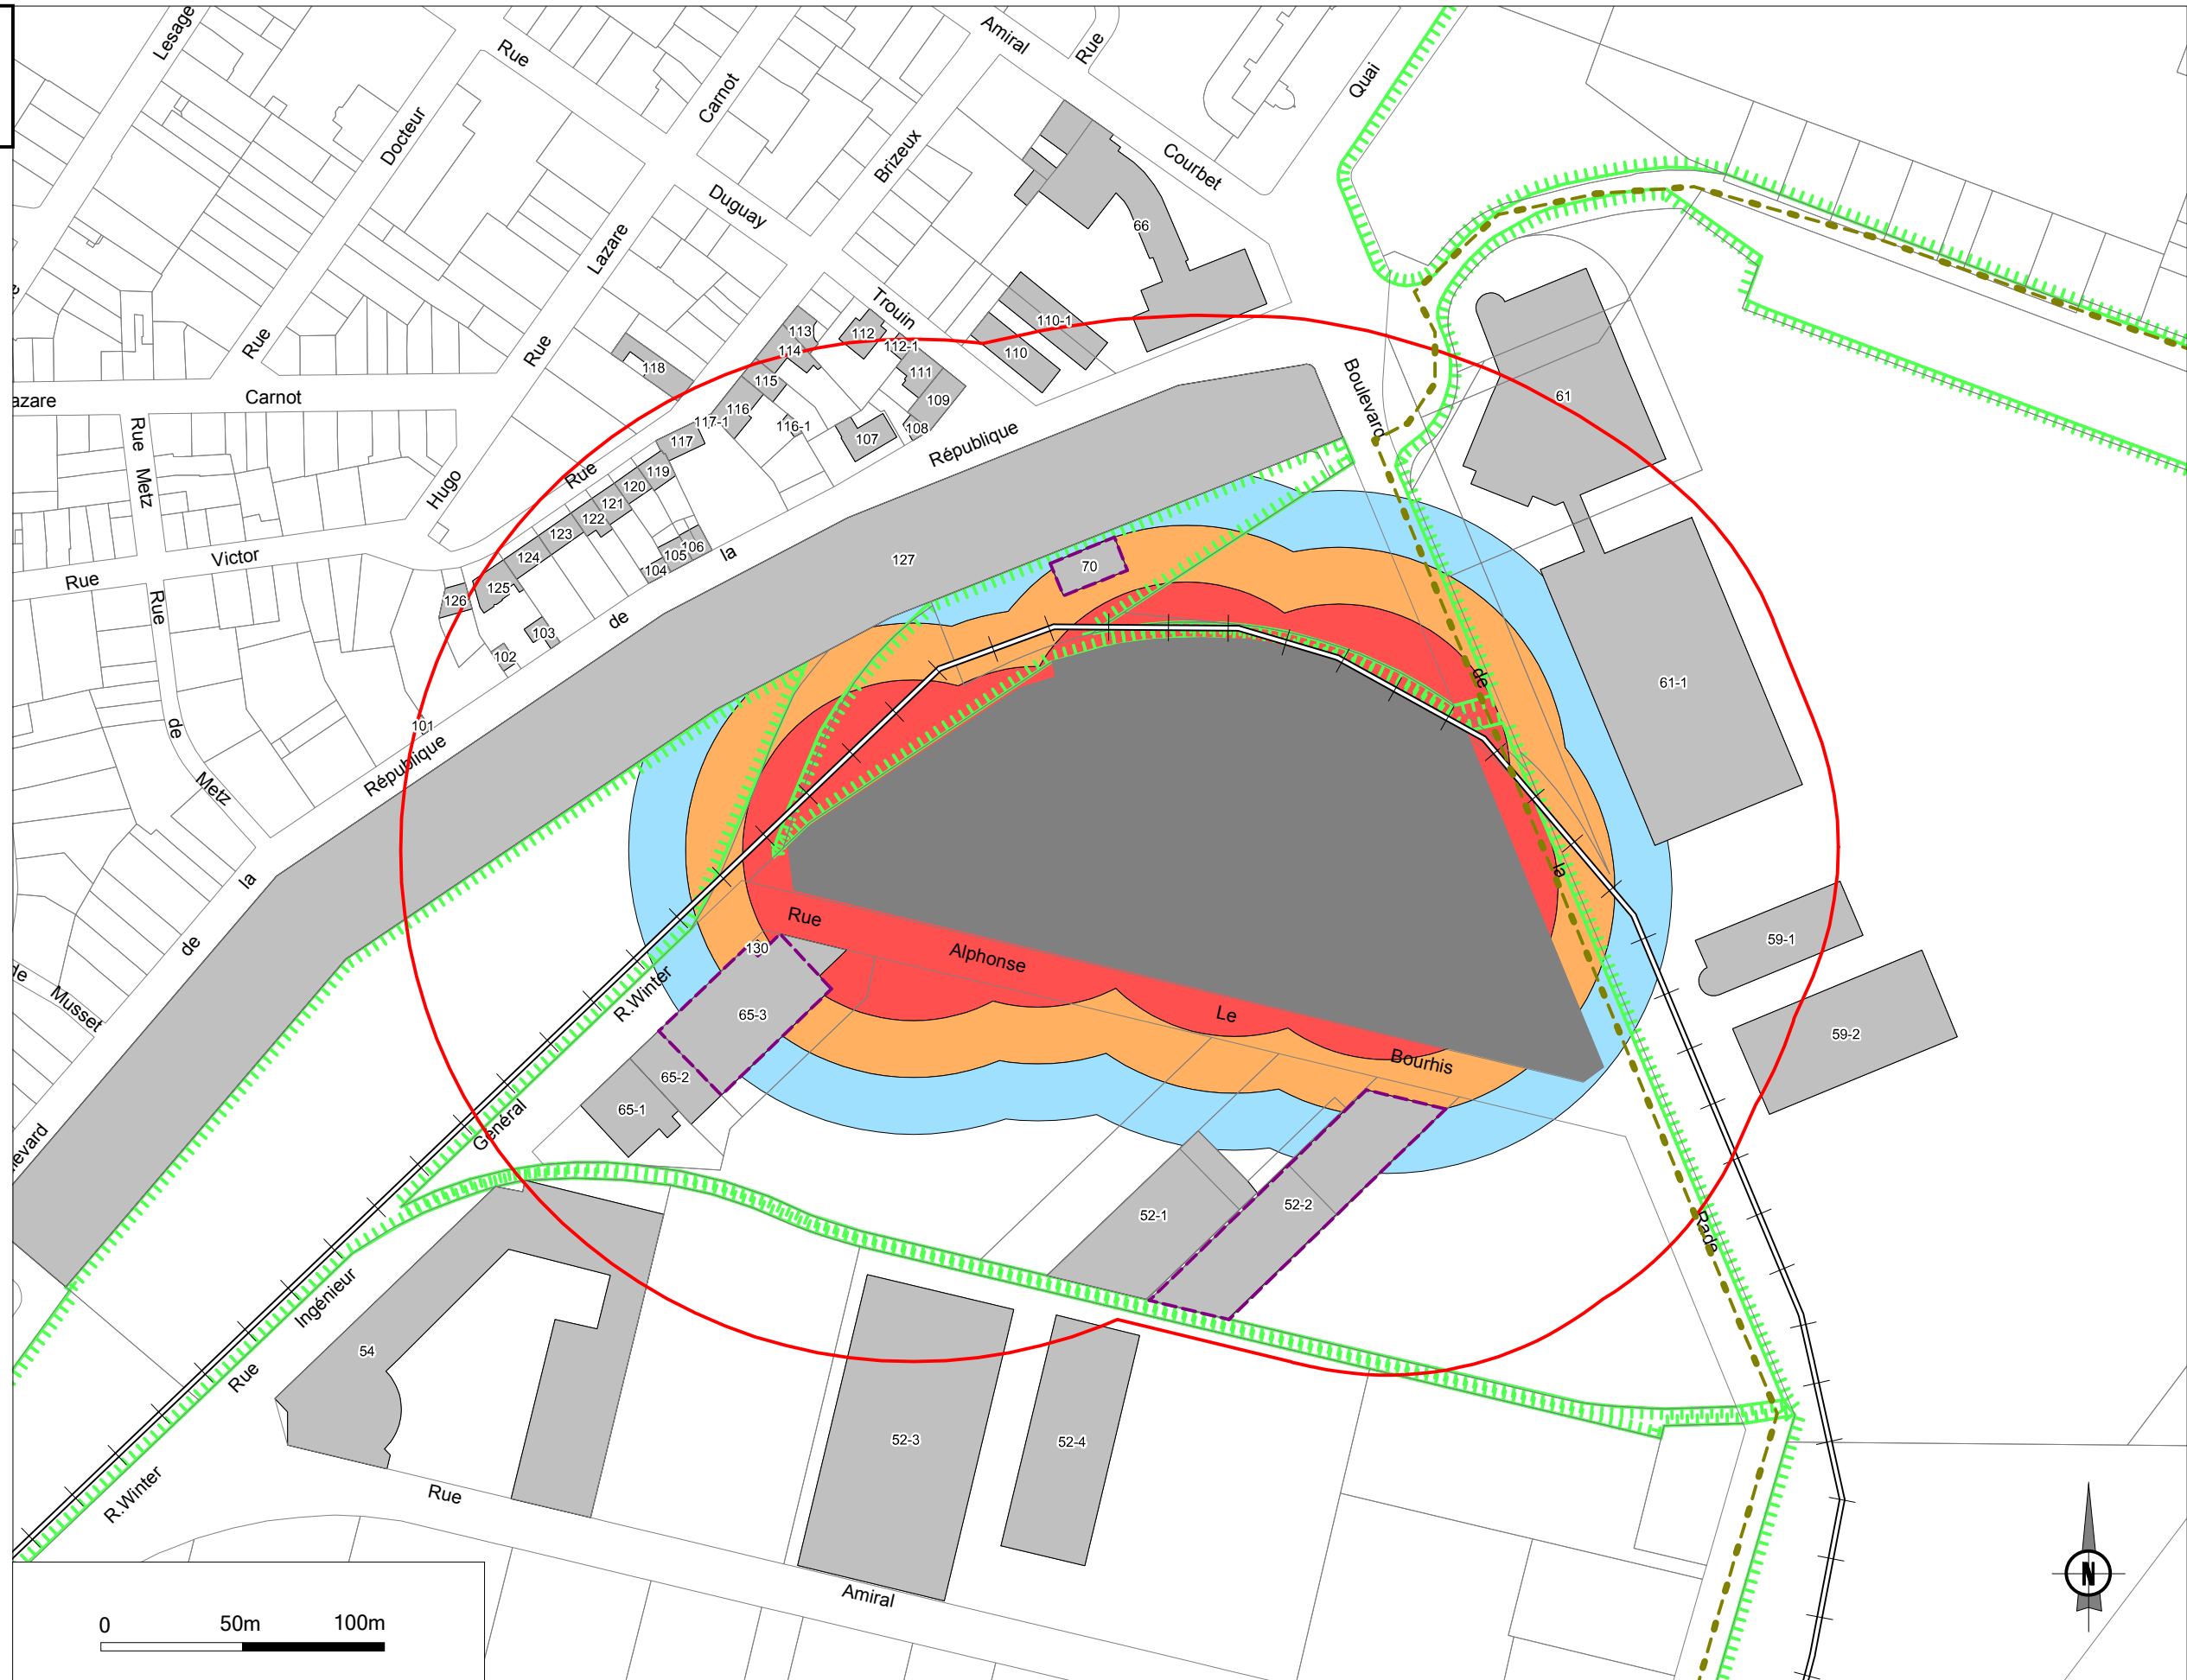 Lesage
Rue
Amiral
Rue
Quai
Carnot
Docteur
Brizeux
Courbet
Duguay
66
Lazare
Trouin
Rue
Rue
113
112
112-1
110-1
114
110
118
115
111
61
Boulevard
azare
Carnot
109
116
117-1
116-1
108
107
117
Rue
Metz
République
Hugo
Rue
119
120
121
122
123
124
106
105
104
la
127
Victor
Rue
70
125
126
Rue
de
103
102
de
61-1
101
de
République
Metz
la
la
Rue
de
130
Alphonse
59-1
de
Musset
R.Winter
65-3
Le
59-2
Bourhis
65-2
65-1
Général
levard
52-2
52-1
Rade
Ingénieur
54
Rue
52-3
52-4
R.Winter
Rue
Amiral
N
0 50m 100m